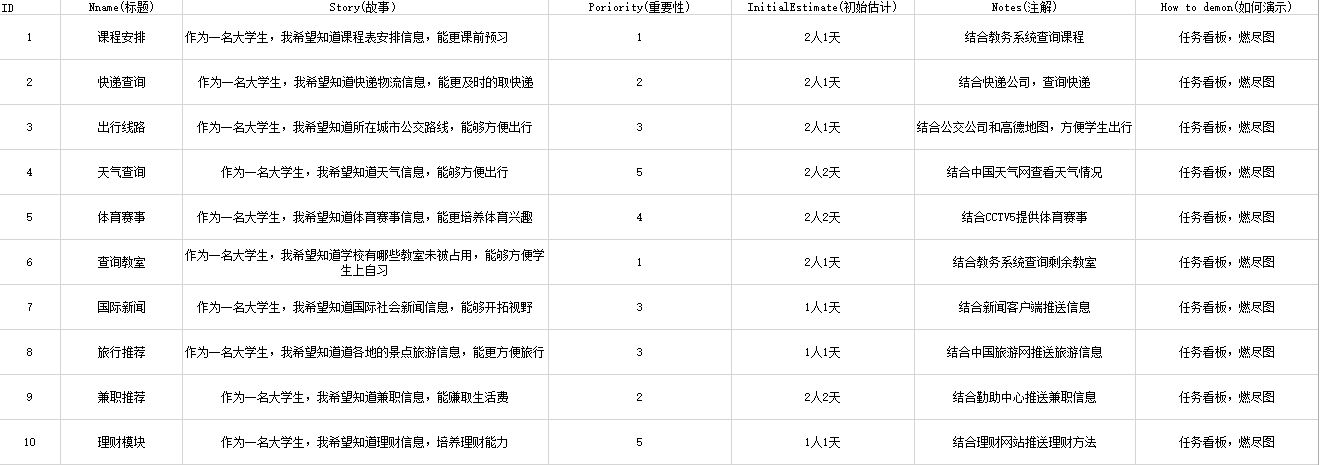 ID Nname(标题) Story(故事) Poriority(重要性) InitialEstimate(初始估计) Notes(注解) How to demon(如何演示)
1 课程安排 作为一名大学生，我希望知道课程表安排信息，能更课前预习 1 2人1天 结合教务系统查询课程 任务看板，燃尽图
2 快递查询 作为一名大学生，我希望知道快递物流信息，能更及时的取快递 2 2人1天 结合快递公司，查询快递 任务看板，燃尽图
3 出行线路 作为一名大学生，我希望知道所在城市公交路线，能够方便出行 3 2人1天 结合公交公司和高德地图，方便学生出行 任务看板，燃尽图
4 天气查询 作为一名大学生，我希望知道天气信息，能够方便出行 5 2人2天 结合中国天气网查看天气情况 任务看板，燃尽图
5 体育赛事 作为一名大学生，我希望知道体育赛事信息，能更培养体育兴趣 4 2人2天 结合CCTV5提供体育赛事 任务看板，燃尽图
6 查询教室 作为一名大学生，我希望知道学校有哪些教室未被占用，能够方便学 1 2人1天 结合教务系统查询剩余教室 任务看板，燃尽图
生上自习
7 国际新闻 作为一名大学生，我希望知道国际社会新闻信息，能够开拓视野 3 1人1天 结合新闻客户端推送信息 任务看板，燃尽图
8 旅行推荐 作为一名大学生，我希望知道道各地的景点旅游信息，能更方便旅行 3 1人1天 结合中国旅游网推送旅游信息 任务看板，燃尽图
9 兼职推荐 作为一名大学生，我希望知道兼职信息，能赚取生活费 2 2人2天 结合勤助中心推送兼职信息 任务看板，燃尽图
10 理财模块 作为一名大学生，我希望知道理财信息，培养理财能力 5 1人1天 结合理财网站推送理财方法 任务看板，燃尽图